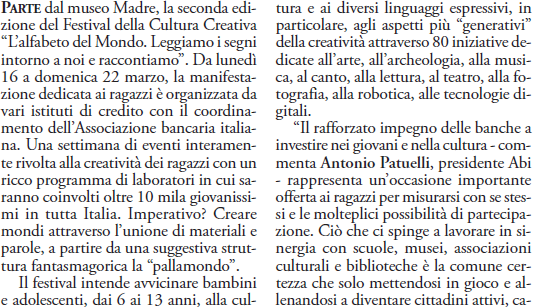 PARTE dal museo Madre, la seconda edi-
zione del Festival della Cultura Creativa
“L’alfabeto del Mondo. Leggiamo i segni
intorno a noi e raccontiamo”. Da lunedì
16 a domenica 22 marzo, la manifesta-
zione dedicata ai ragazzi è organizzata da
vari istituti di credito con il coordina-
mento dell’Associazione bancaria italia-
na. Una settimana di eventi interamen-
te rivolta alla creatività dei ragazzi con un
ricco programma di laboratori in cui sa-
ranno coinvolti oltre 10 mila giovanissi-
mi in tutta Italia. Imperativo? Creare
mondi attraverso l’unione di materiali e
parole, a partire da una suggestiva strut-
tura fantasmagorica la “pallamondo”.
Il festival intende avvicinare bambini
e adolescenti, dai 6 ai 13 anni, alla cul-
tura e ai diversi linguaggi espressivi, in
particolare, agli aspetti più “generativi”
della creatività attraverso 80 iniziative de-
dicate all’arte, all’archeologia, alla musi-
ca, al canto, alla lettura, al teatro, alla fo-
tografia, alla robotica, alle tecnologie di-
gitali.
“Il rafforzato impegno delle banche a
investire nei giovani e nella cultura - com-
menta Antonio Patuelli, presidente Abi
- rappresenta un’occasione importante
offerta ai ragazzi per misurarsi con se stes-
si e le molteplici possibilità di partecipa-
zione. Ciò che ci spinge a lavorare in si-
nergia con scuole, musei, associazioni
culturali e biblioteche è la comune cer-
tezza che solo mettendosi in gioco e al-
lenandosi a diventare cittadini attivi, ca-